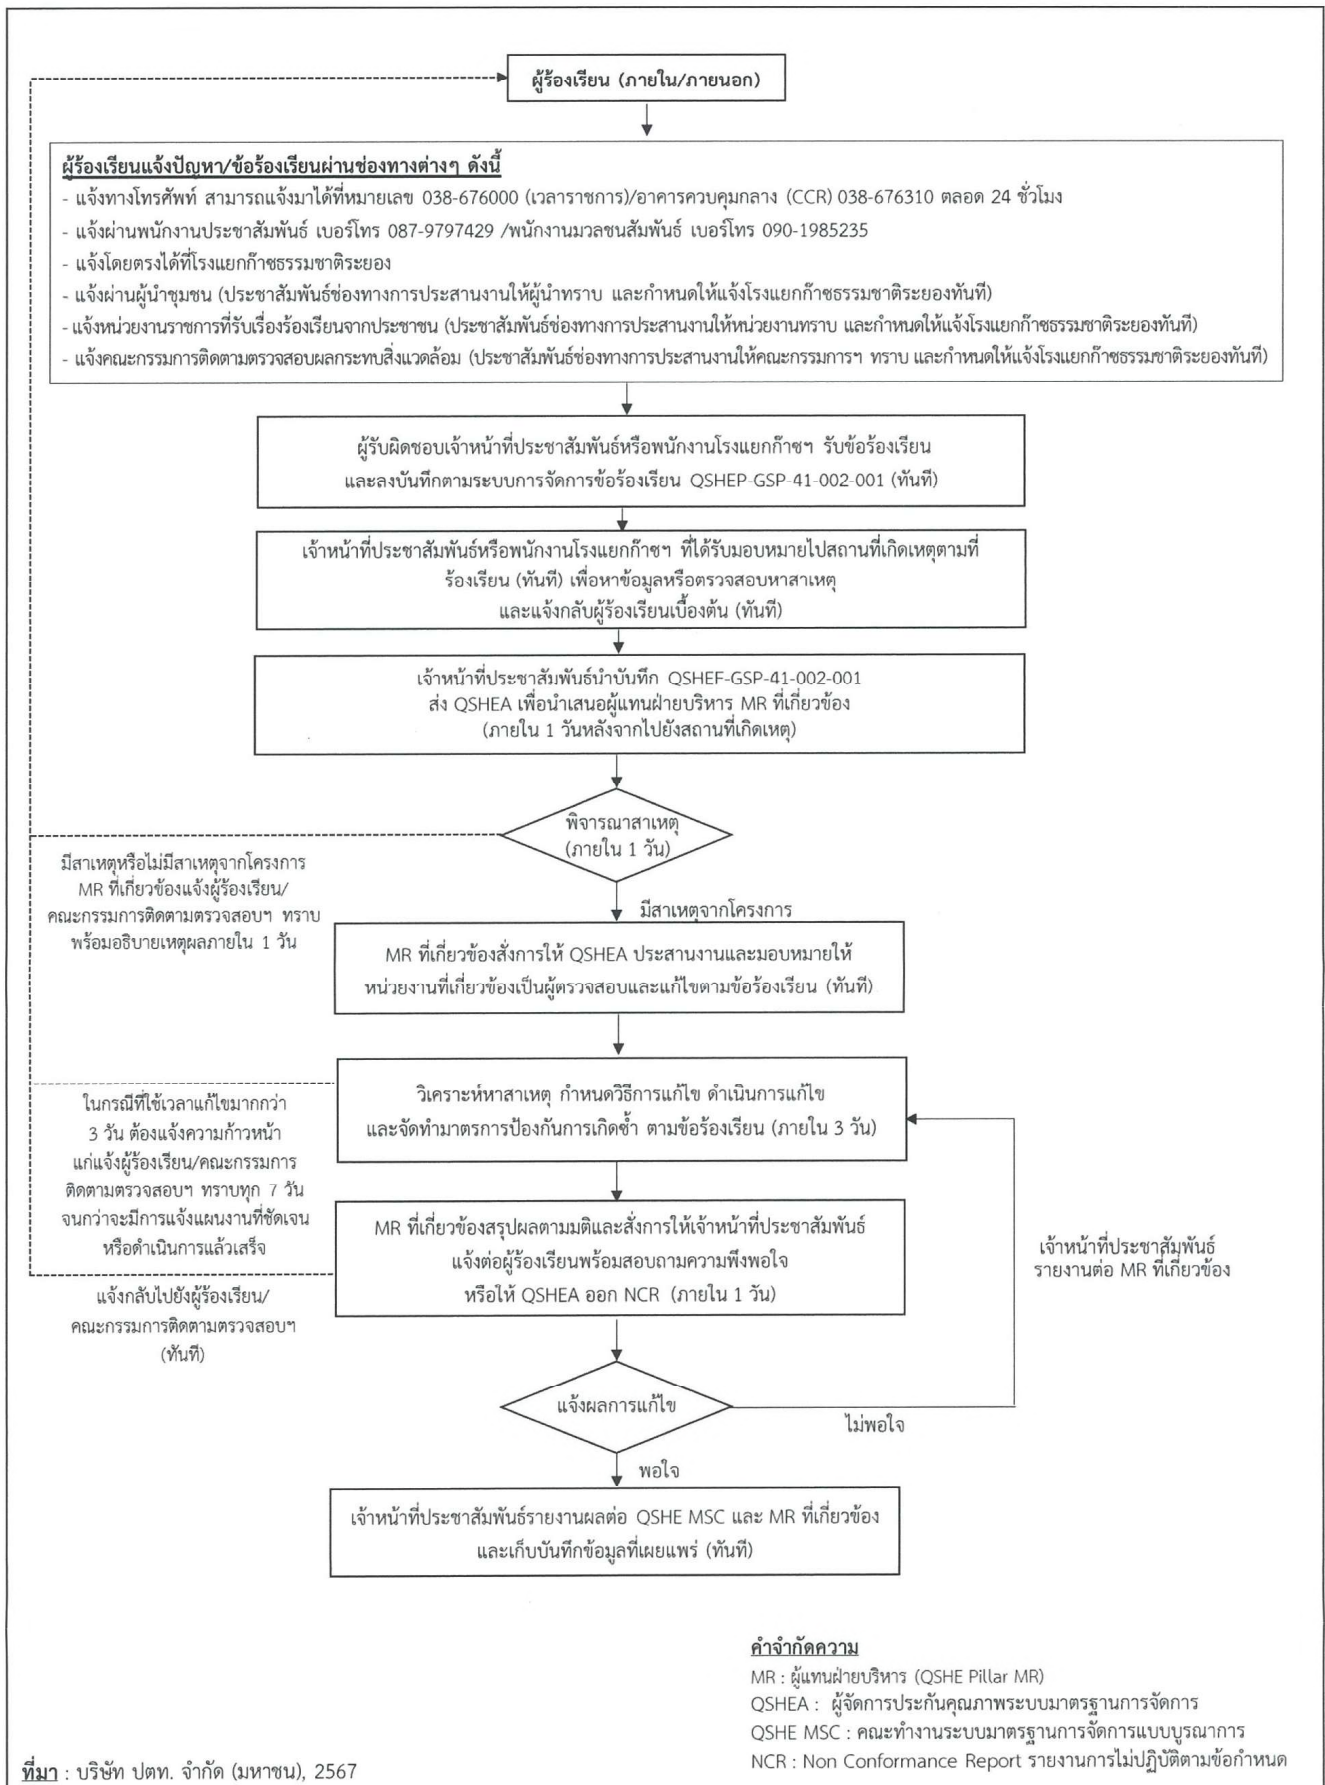 ผู้ร้องเรียน (ภายใน/ภายนอก)
ผู้ร้องเรียนแจ้งปัญหา/ข้อร้องเรียนผ่านช่องทางต่างๆ ดังนี้
- แจ้งทางโทรศัพท์ สามารถแจ้งมาได้ที่หมายเลข 038-676000 (เวลาราชการ)/อาคารควบคุมกลาง (CCR) 038-676310 ตลอด 24 ชั่วโมง
- แจ้งผ่านพนักงานประชาสัมพันธ์ เบอร์โทร 087-9797429 /พนักงานมวลชนสัมพันธ์ เบอร์โทร 090-1985235
- แจ้งโดยตรงได้ที่โรงแยกก๊าซธรรมชาติระยอง
- แจ้งผ่านผู้นำชุมชน (ประชาสัมพันธ์ช่องทางการประสานงานให้ผู้นำทราบ และกำหนดให้แจ้งโรงแยกก๊าซธรรมชาติระยองทันที)
- แจ้งหน่วยงานราชการที่รับเรื่องร้องเรียนจากประชาชน (ประชาสัมพันธ์ช่องทางการประสานงานให้หน่วยงานทราบ และกำหนดให้แจ้งโรงแยกก๊าซธรรมชาติระยองทันที)
- แจ้งคณะกรรมการติดตามตรวจสอบผลกระทบสิ่งแวดล้อม (ประชาสัมพันธ์ช่องทางการประสานงานให้คณะกรรมการฯ ทราบ และกำหนดให้แจ้งโรงแยกก๊าซธรรมชาติระยองทันที)
ผู้รับผิดชอบเจ้าหน้าที่ประชาสัมพันธ์หรือพนักงานโรงแยกก๊าซฯ รับข้อร้องเรียน
และลงบันทึกตามระบบการจัดการข้อร้องเรียน QSHEP-GSP-41-002-001 (ทันที)
เจ้าหน้าที่ประชาสัมพันธ์หรือพนักงานโรงแยกก๊าซฯ ที่ได้รับมอบหมายไปสถานที่เกิดเหตุตามที่
ร้องเรียน (ทันที) เพื่อหาข้อมูลหรือตรวจสอบหาสาเหตุ
และแจ้งกลับผู้ร้องเรียนเบื้องต้น (ทันที)
เจ้าหน้าที่ประชาสัมพันธ์นำบันทึก QSHEF-GSP-41-002-001
ส่ง QSHEA เพื่อนำเสนอผู้แทนฝ่ายบริหาร MR ที่เกี่ยวข้อง
(ภายใน 1 วันหลังจากไปยังสถานที่เกิดเหตุ)
พิจารณาสาเหตุ
(ภายใน 1 วัน)
มีสาเหตุหรือไม่มีสาเหตุจากโครงการ
MR ที่เกี่ยวข้องแจ้งผู้ร้องเรียน/
คณะกรรมการติดตามตรวจสอบฯ ทราบ
พร้อมอธิบายเหตุผลภายใน 1 วัน
มีสาเหตุจากโครงการ
MR ที่เกี่ยวข้องสั่งการให้ QSHEA ประสานงานและมอบหมายให้
หน่วยงานที่เกี่ยวข้องเป็นผู้ตรวจสอบและแก้ไขตามข้อร้องเรียน (ทันที)
วิเคราะห์หาสาเหตุ กำหนดวิธีการแก้ไข ดำเนินการแก้ไข
และจัดทำมาตรการป้องกันการเกิดซ้ำ ตามข้อร้องเรียน (ภายใน 3 วัน)
ในกรณีที่ใช้เวลาแก้ไขมากกว่า
3 วัน ต้องแจ้งความก้าวหน้า
แก่แจ้งผู้ร้องเรียน/คณะกรรมการ
ติดตามตรวจสอบฯ ทราบทุก 7 วัน
จนกว่าจะมีการแจ้งแผนงานที่ชัดเจน
หรือดำเนินการแล้วเสร็จ
MR ที่เกี่ยวข้องสรุปผลตามมติและสั่งการให้เจ้าหน้าที่ประชาสัมพันธ์
แจ้งต่อผู้ร้องเรียนพร้อมสอบถามความพึงพอใจ
หรือให้ QSHEA ออก NCR (ภายใน 1 วัน)
เจ้าหน้าที่ประชาสัมพันธ์
รายงานต่อ MR ที่เกี่ยวข้อง
แจ้งกลับไปยังผู้ร้องเรียน/
คณะกรรมการติดตามตรวจสอบฯ
(ทันที)
แจ้งผลการแก้ไข
ไม่พอใจ
พอใจ
เจ้าหน้าที่ประชาสัมพันธ์รายงานผลต่อ QSHE MSC และ MR ที่เกี่ยวข้อง
และเก็บบันทึกข้อมูลที่เผยแพร่ (ทันที)
คำจำกัดความ
MR : ผู้แทนฝ่ายบริหาร (QSHE Pillar MR)
QSHEA : ผู้จัดการประกันคุณภาพระบบมาตรฐานการจัดการ
QSHE MSC : คณะทำงานระบบมาตรฐานการจัดการแบบบูรณาการ
NCR : Non Conformance Report รายงานการไม่ปฏิบัติตามข้อกำหนด
ที่มา : บริษัท ปตท. จำกัด (มหาชน), 2567